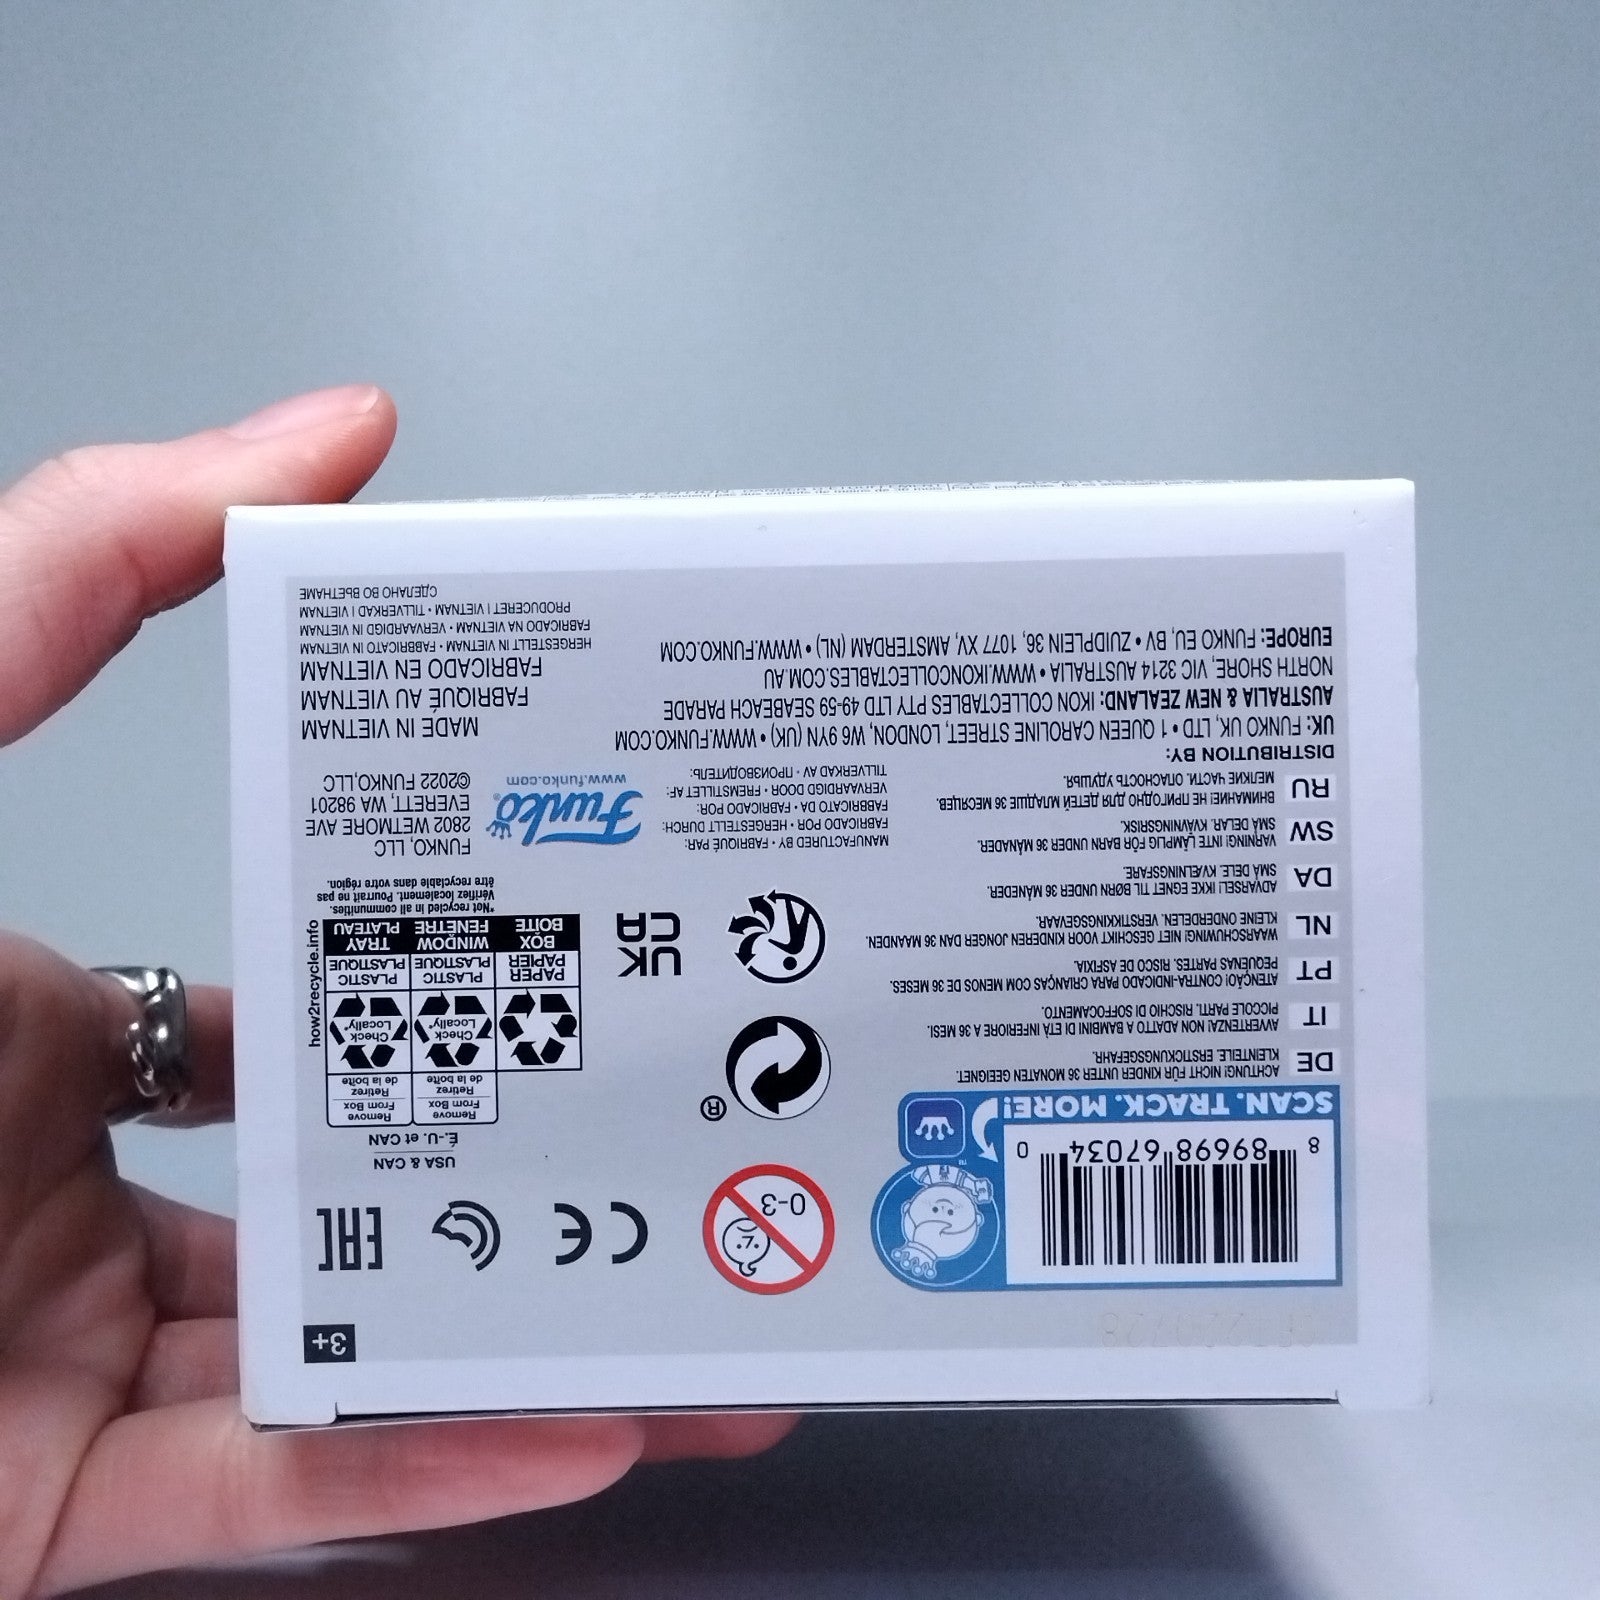 3+
8 89698 67034 0
SCAN. TRACK. MORE!
TM
0-3
CE
EAC
DE
ACHTUNG! NICHT FÜR KINDER UNTER 36 MONATEN GEEIGNET.
KLEINTEILE. ERSTICKUNGSGEFAHR.
IT
AVVERTENZA! NON ADATTO A BAMBINI DI ETÀ INFERIORE A 36 MESI.
PICCOLE PARTI. RISCHIO DI SOFFOCAMENTO.
PT
ATENÇÃO! CONTRA-INDICADO PARA CRIANÇAS COM MENOS DE 36 MESES.
PEQUENAS PARTES. RISCO DE ASFIXIA.
NL
WAARSCHUWING! NIET GESCHIKT VOOR KINDEREN JONGER DAN 36 MAANDEN.
KLEINE ONDERDELEN. VERSTIKKINGSGEVAAR.
DA
ADVARSEL! IKKE EGNET TIL BØRN UNDER 36 MÅNEDER.
SMÅ DELE. KVÆLNINGSFARE.
SW
VARNING! INTE LÄMPLIG FÖR BARN UNDER 36 MÅNADER.
SMÅ DELAR. KVÄVNINGSRISK.
RU
ВНИМАНИЕ! НЕ ПРИГОДНО ДЛЯ ДЕТЕЙ МЛАДШЕ 36 МЕСЯЦЕВ.
МЕЛКИЕ ЧАСТИ. ОПАСНОСТЬ УДУШЬЯ.
®
UK
CA
USA & CAN
É.-U. et CAN
Remove From Box
Retirez de la boîte
Remove From Box
Retirez de la boîte
Check Locally*
Check Locally*
PAPER PAPIER
PLASTIC PLASTIQUE
PLASTIC PLASTIQUE
BOX BOÎTE
WINDOW FENÊTRE
TRAY PLATEAU
how2recycle.info
*Not recycled in all communities.
Vérifiez localement. Pourrait ne pas
être recyclable dans votre région.
MANUFACTURED BY • FABRIQUÉ PAR:
FABRICADO POR • HERGESTELLT DURCH:
FABBRICATO DA • FABRICADO POR:
VERVAARDIGD DOOR • FREMSTILLET AF:
TILLVERKAD AV • ПРОИЗВОДИТЕЛЬ:
Funko®
www.funko.com
FUNKO, LLC
2802 WETMORE AVE
EVERETT, WA 98201
©2022 FUNKO,LLC
DISTRIBUTION BY:
UK: FUNKO UK, LTD • 1 QUEEN CAROLINE STREET, LONDON, W6 9YN (UK) • WWW.FUNKO.COM
AUSTRALIA & NEW ZEALAND: IKON COLLECTABLES PTY LTD 49-59 SEABEACH PARADE
NORTH SHORE, VIC 3214 AUSTRALIA • WWW.IKONCOLLECTABLES.COM.AU
EUROPE: FUNKO EU, BV • ZUIDPLEIN 36, 1077 XV, AMSTERDAM (NL) • WWW.FUNKO.COM
MADE IN VIETNAM
FABRIQUÉ AU VIETNAM
FABRICADO EN VIETNAM
HERGESTELLT IN VIETNAM • FABBRICATO IN VIETNAM
FABRICADO NA VIETNAM • VERVAARDIGD IN VIETNAM
PRODUCERET I VIETNAM • TILLVERKAD I VIETNAM
СДЕЛАНО ВО ВЬЕТНАМЕ